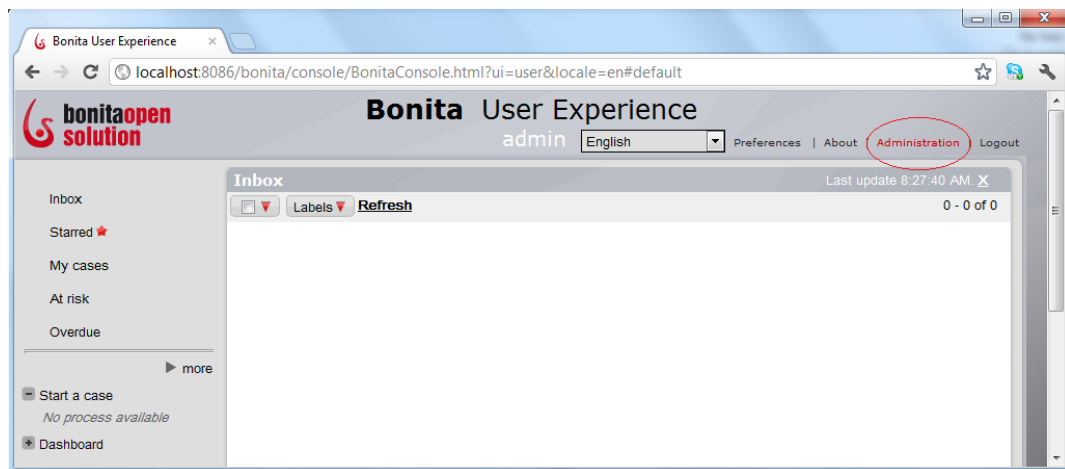 Bonita User Experience
localhost:8086/bonita/console/BonitaConsole.html?ui=user&locale=en#default
bonitaopen
solution
Bonita User Experience
admin English Preferences | About | Administration | Logout
Inbox Last update 8:27:40 AM. X
Labels Refresh 0 - 0 of 0
Inbox
Starred
My cases
At risk
Overdue
more
Start a case
No process available
Dashboard